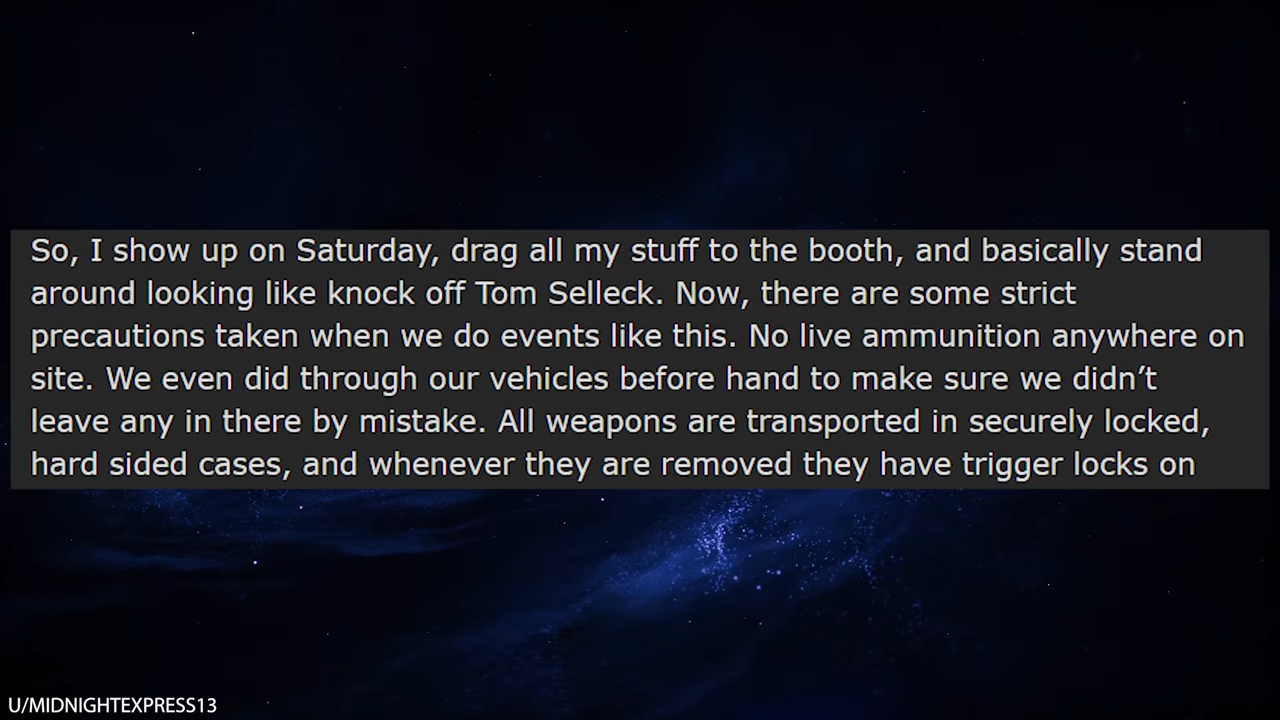 So, I show up on Saturday, drag all my stuff to the booth, and basically stand
around looking like knock off Tom Selleck. Now, there are some strict
precautions taken when we do events like this. No live ammunition anywhere on
site. We even did through our vehicles before hand to make sure we didn’t
leave any in there by mistake. All weapons are transported in securely locked,
hard sided cases, and whenever they are removed they have trigger locks on
U/MIDNIGHTEXPRESS13